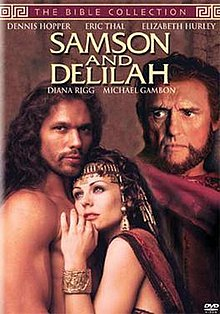 THE BIBLE COLLECTION
DENNIS HOPPER ERIC THAL ELIZABETH HURLEY
SAMSON
AND
DELILAH
DIANA RIGG MICHAEL GAMBON
DVD